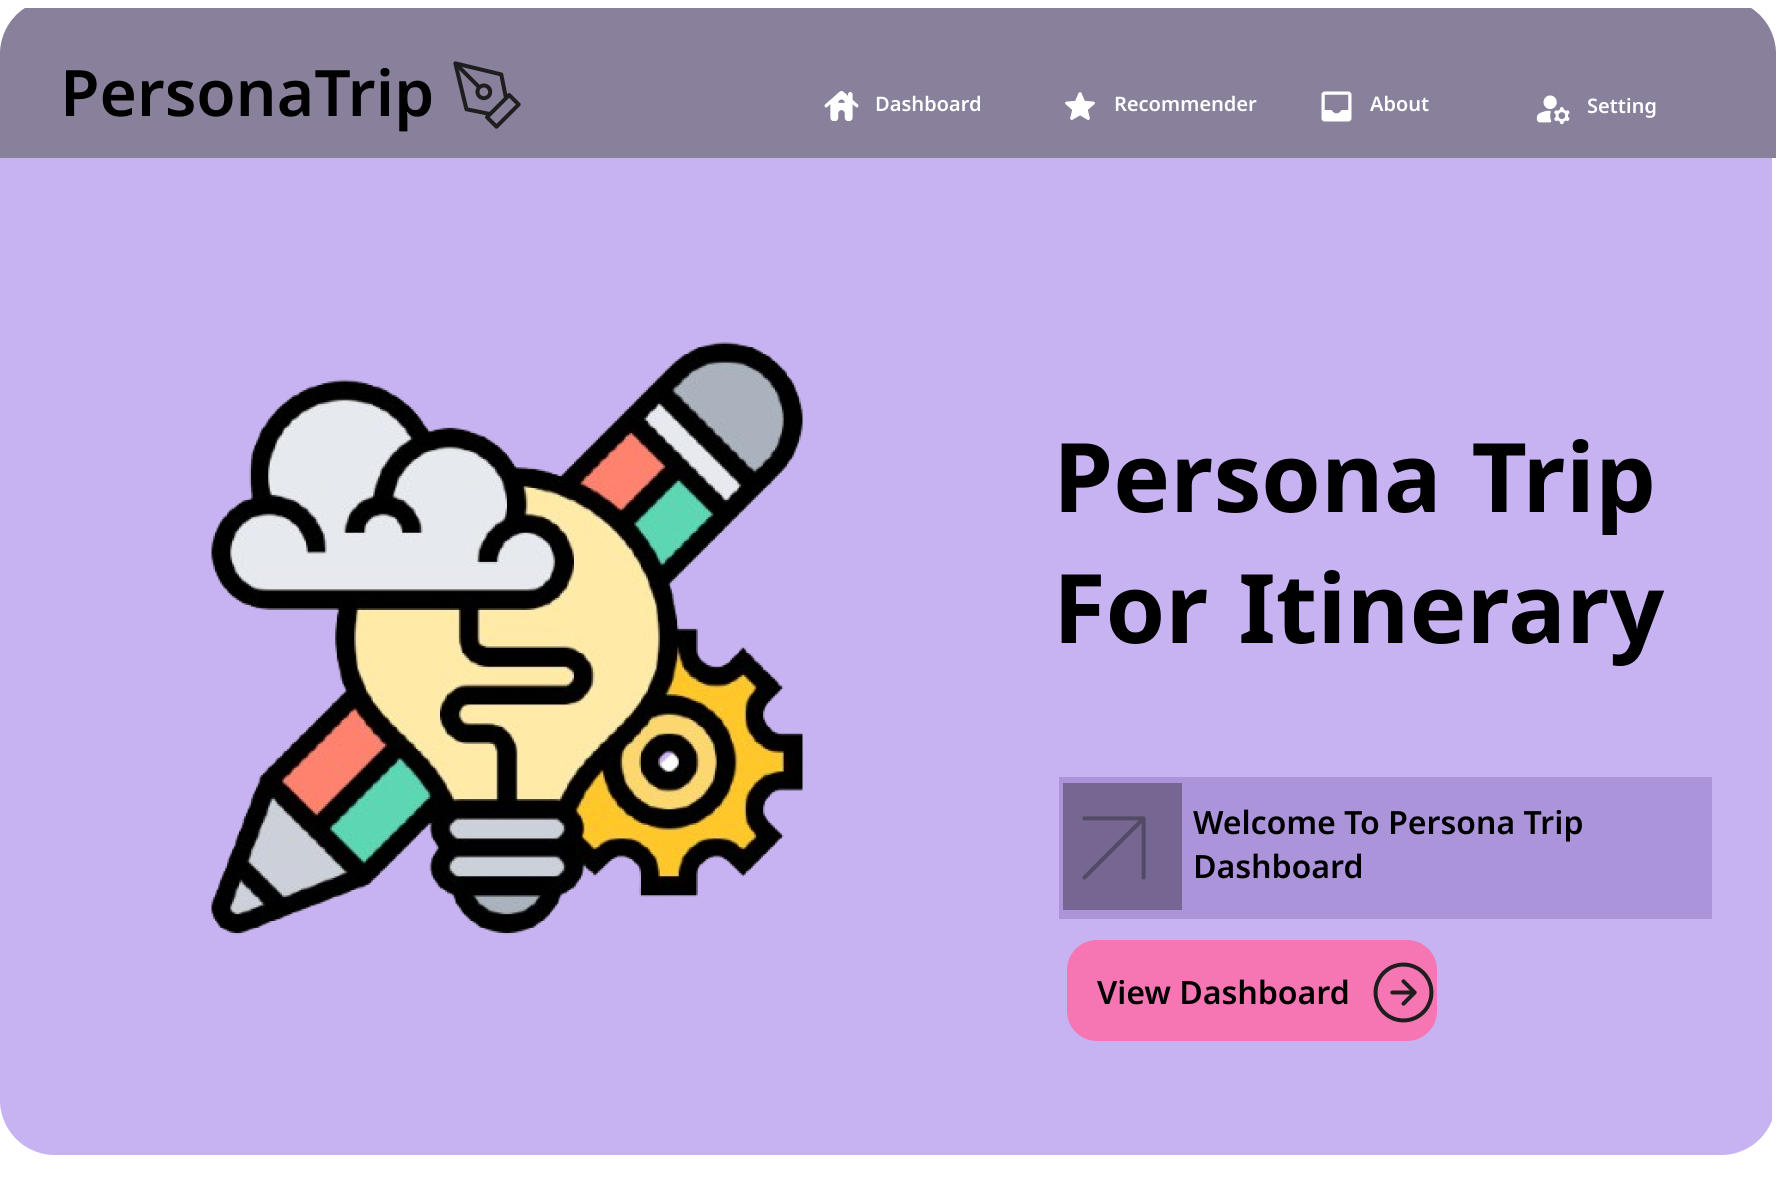 PersonaTrip
Dashboard
Recommender
About
Setting
Persona Trip
For Itinerary
Welcome To Persona Trip
Dashboard
View Dashboard